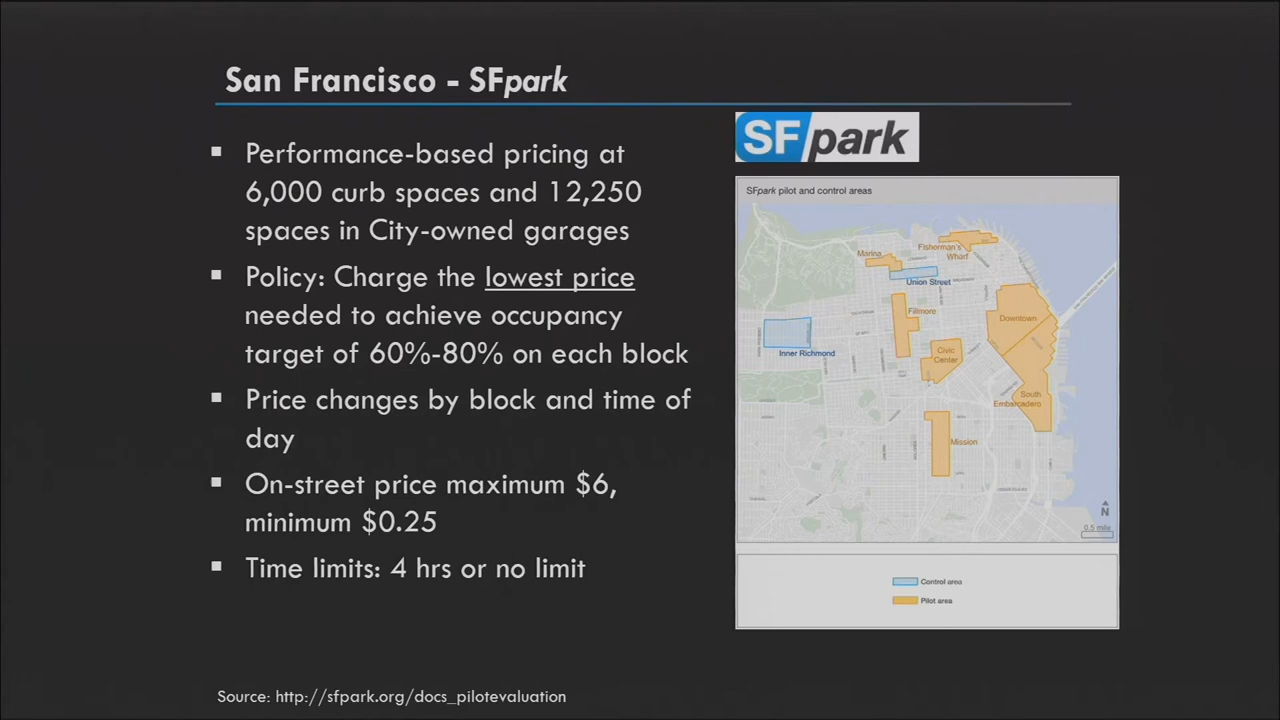 San Francisco - SFpark
Performance-based pricing at
6,000 curb spaces and 12,250
spaces in City-owned garages
Policy: Charge the lowest price
needed to achieve occupancy
target of 60%-80% on each block
Price changes by block and time of
day
On-street price maximum $6,
minimum $0.25
Time limits: 4 hrs or no limit
SFpark
SFpark pilot and control areas
Marina
Fisherman's
Wharf
Union Street
Fillmore
Downtown
Inner Richmond
Civic
Center
South
Embarcadero
Mission
N
0.5 mile
Control area
Pilot area
Source: http://sfpark.org/docs_pilotevaluation